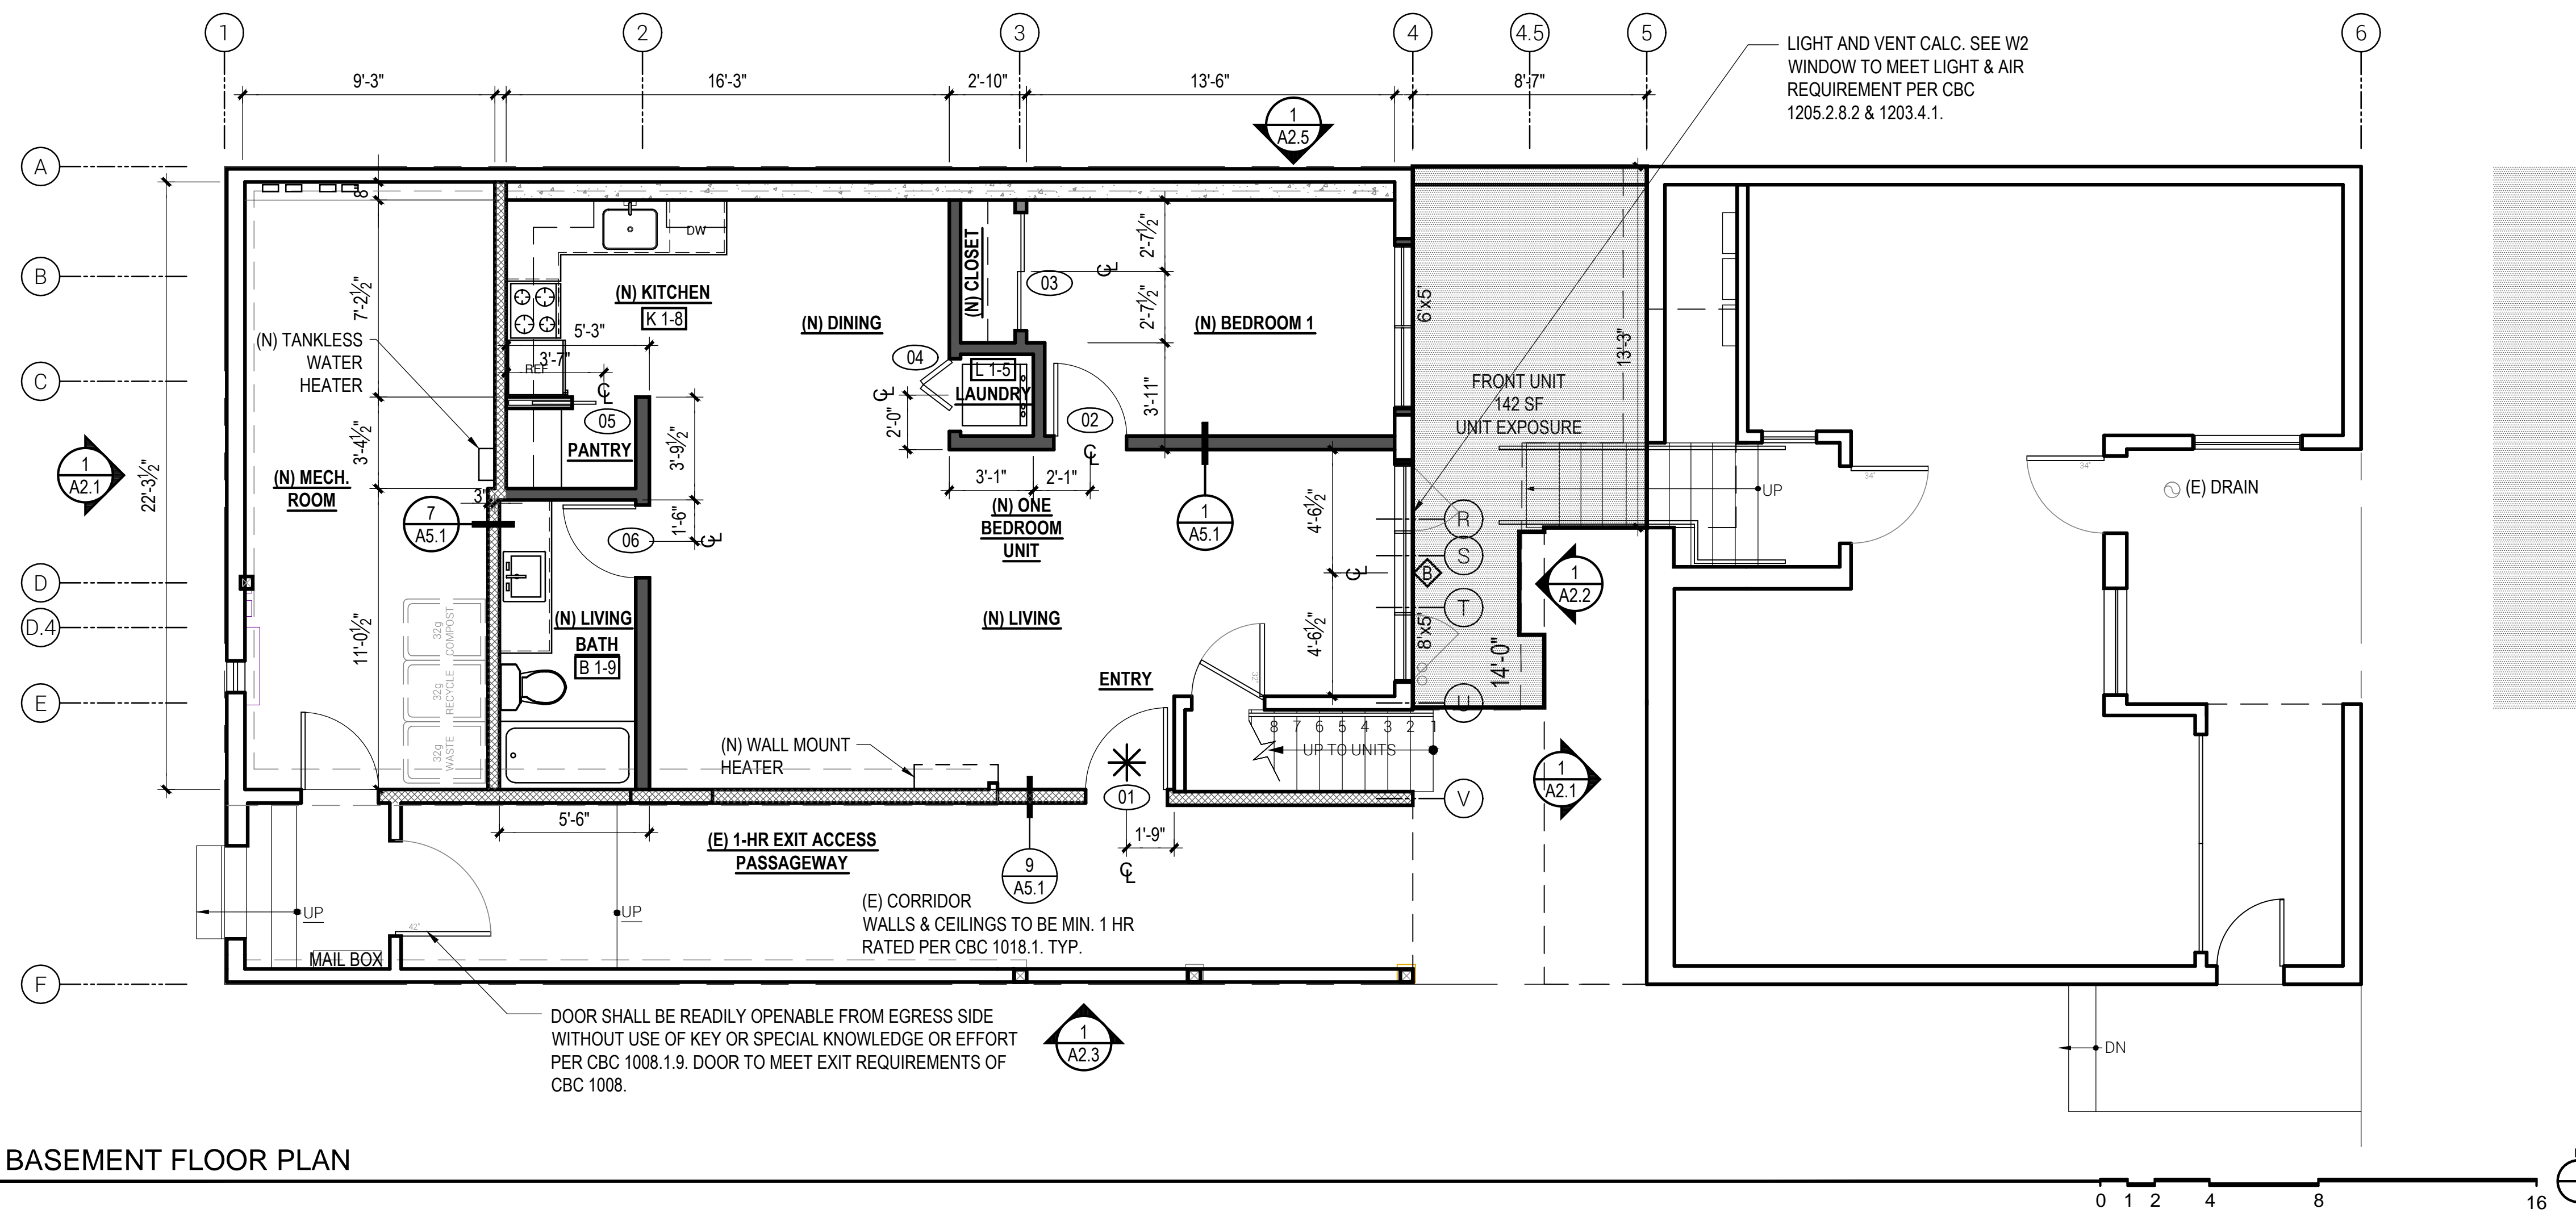 1
2
3
4
4.5
5
6
LIGHT AND VENT CALC. SEE W2
WINDOW TO MEET LIGHT & AIR
REQUIREMENT PER CBC
1205.2.8.2 & 1203.4.1.
9'-3"
16'-3"
2'-10"
13'-6"
8'-7"
1
A2.5
A
B
C
D
D.4
E
F
22'-3½"
1
A2.1
8"
7'-2½"
3'-4½"
11'-0½"
(N) TANKLESS
WATER
HEATER
(N) MECH.
ROOM
3"
7
A5.1
32g
COMPOST
32g
RECYCLE
32g
WASTE
DW
(N) KITCHEN
K 1-8
5'-3"
3'-7"
REF
05
PANTRY
3'-9½"
1'-6"
06
(N) LIVING
BATH
B 1-9
(N) DINING
(N) CLOSET
03
04
L 1-5
LAUNDRY
2'-0"
02
2'-7½"
2'-7½"
3'-11"
(N) BEDROOM 1
3'-1"
2'-1"
(N) ONE
BEDROOM
UNIT
1
A5.1
4'-6½"
4'-6½"
(N) LIVING
ENTRY
32'
6'x5'
8'x5'
13'-3"
FRONT UNIT
142 SF
UNIT EXPOSURE
R
S
B
T
U
V
14'-0"
1
A2.2
1
A2.1
UP
34'
34'
(E) DRAIN
8 7 6 5 4 3 2 1
UP TO UNITS
(N) WALL MOUNT
HEATER
01
1'-9"
5'-6"
(E) 1-HR EXIT ACCESS
PASSAGEWAY
9
A5.1
(E) CORRIDOR
WALLS & CEILINGS TO BE MIN. 1 HR
RATED PER CBC 1018.1. TYP.
UP
UP
42'
MAIL BOX
DOOR SHALL BE READILY OPENABLE FROM EGRESS SIDE
WITHOUT USE OF KEY OR SPECIAL KNOWLEDGE OR EFFORT
PER CBC 1008.1.9. DOOR TO MEET EXIT REQUIREMENTS OF
CBC 1008.
1
A2.3
DN
BASEMENT FLOOR PLAN
0 1 2 4 8 16